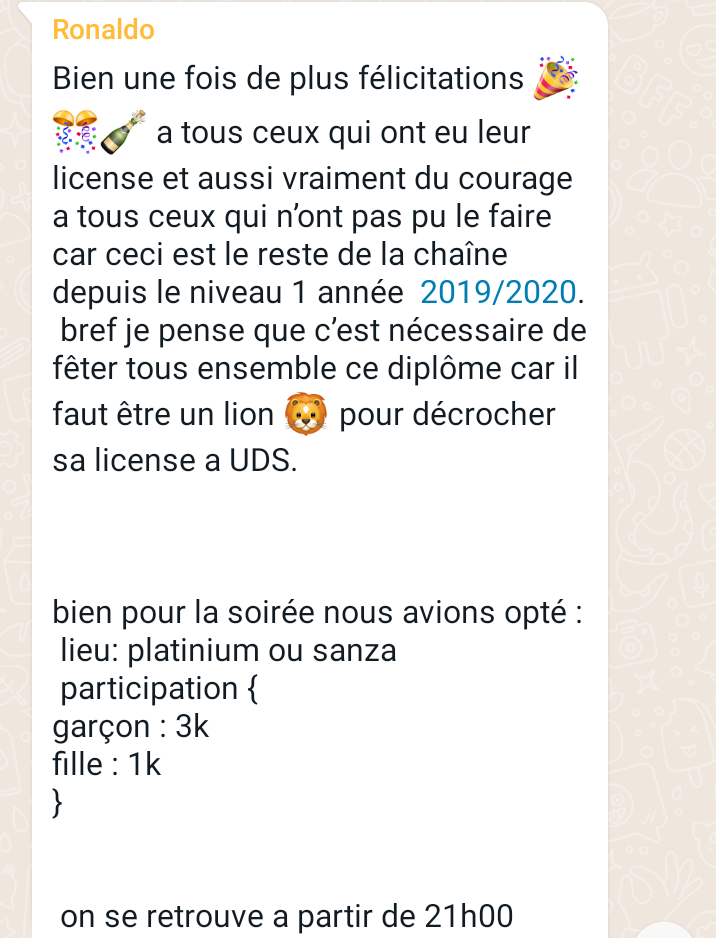 Ronaldo
Bien une fois de plus félicitations 🎉
🎊🍾 a tous ceux qui ont eu leur
license et aussi vraiment du courage
a tous ceux qui n’ont pas pu le faire
car ceci est le reste de la chaîne
depuis le niveau 1 année 2019/2020.
bref je pense que c’est nécessaire de
fêter tous ensemble ce diplôme car il
faut être un lion 🦁 pour décrocher
sa license a UDS.
bien pour la soirée nous avions opté :
lieu: platinium ou sanza
participation {
garçon : 3k
fille : 1k
}
on se retrouve a partir de 21h00